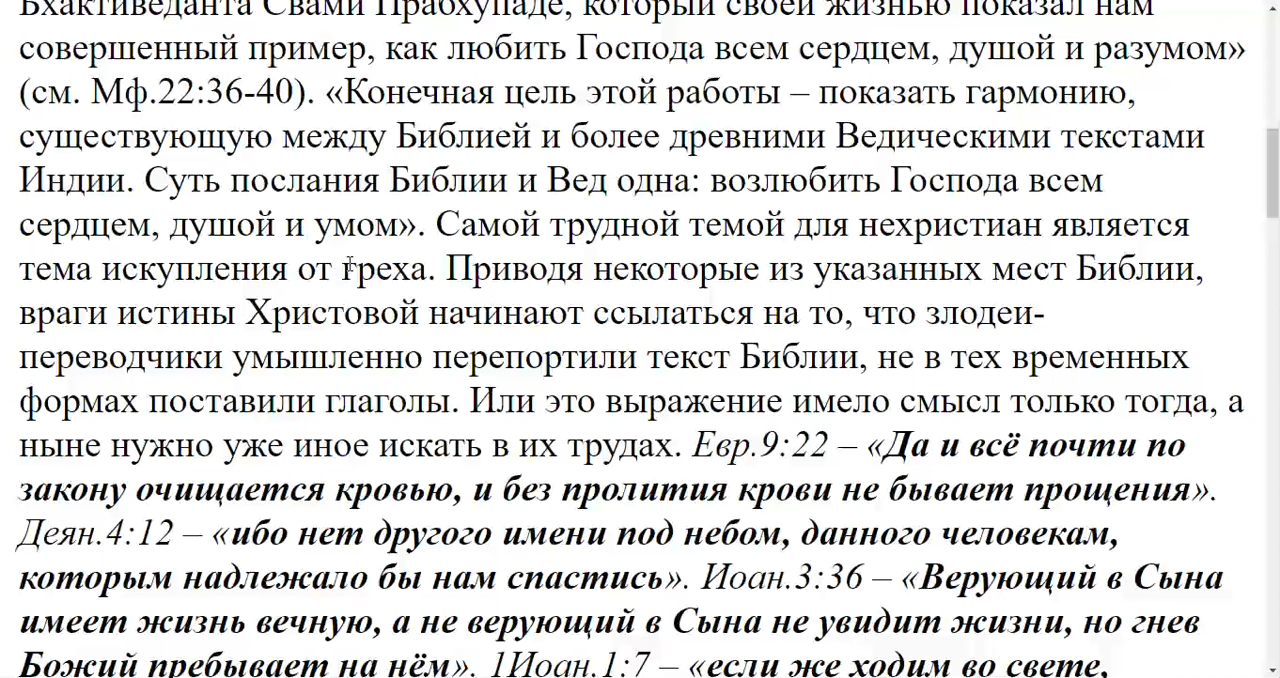 Бхактиведанта Свами Прабхупаде, который своей жизнью показал нам
совершенный пример, как любить Господа всем сердцем, душой и разумом»
(см. Мф.22:36-40). «Конечная цель этой работы – показать гармонию,
существующую между Библией и более древними Ведическими текстами
Индии. Суть послания Библии и Вед одна: возлюбить Господа всем
сердцем, душой и умом». Самой трудной темой для нехристиан является
тема искупления от греха. Приводя некоторые из указанных мест Библии,
враги истины Христовой начинают ссылаться на то, что злодеи-
переводчики умышленно перепортили текст Библии, не в тех временных
формах поставили глаголы. Или это выражение имело смысл только тогда, а
ныне нужно уже иное искать в их трудах. Евр.9:22 – «Да и всё почти по
закону очищается кровью, и без пролития крови не бывает прощения».
Деян.4:12 – «ибо нет другого имени под небом, данного человекам,
которым надлежало бы нам спастись». Иоан.3:36 – «Верующий в Сына
имеет жизнь вечную, а не верующий в Сына не увидит жизни, но гнев
Божий пребывает на нём». 1Иоан.1:7 – «если же ходим во свете,